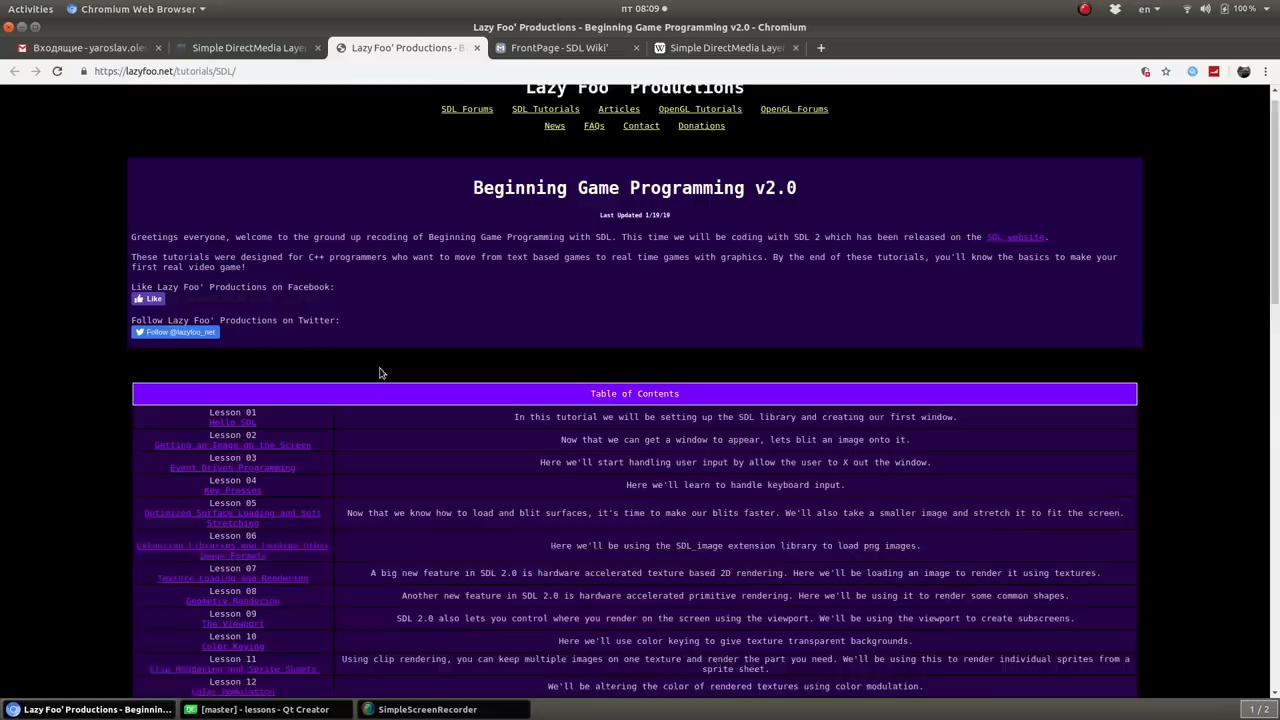 Activities
Chromium Web Browser
пт 08:09
en
100 %
Lazy Foo' Productions - Beginning Game Programming v2.0 - Chromium
Входящие - yaroslav.oles
Simple DirectMedia Laye
Lazy Foo' Productions - B
FrontPage - SDL Wiki'
Simple DirectMedia Laye
https://lazyfoo.net/tutorials/SDL/
Lazy Foo' Productions
SDL Forums SDL Tutorials Articles OpenGL Tutorials OpenGL Forums
News FAQs Contact Donations
Beginning Game Programming v2.0
Last Updated 1/19/19
Greetings everyone, welcome to the ground up recoding of Beginning Game Programming with SDL. This time we will be coding with SDL 2 which has been released on the SDL website.
These tutorials were designed for C++ programmers who want to move from text based games to real time games with graphics. By the end of these tutorials, you'll know the basics to make your
first real video game!
Like Lazy Foo' Productions on Facebook:
Like
Follow Lazy Foo' Productions on Twitter:
Follow @lazyfoo_net
Table of Contents
Lesson 01
Hello SDL
In this tutorial we will be setting up the SDL library and creating our first window.
Lesson 02
Getting an Image on the Screen
Now that we can get a window to appear, lets blit an image onto it.
Lesson 03
Event Driven Programming
Here we'll start handling user input by allow the user to X out the window.
Lesson 04
Key Presses
Here we'll learn to handle keyboard input.
Lesson 05
Optimized Surface Loading and Soft
Stretching
Now that we know how to load and blit surfaces, it's time to make our blits faster. We'll also take a smaller image and stretch it to fit the screen.
Lesson 06
Extension Libraries and Loading Other
Image Formats
Here we'll be using the SDL_image extension library to load png images.
Lesson 07
Texture Loading and Rendering
A big new feature in SDL 2.0 is hardware accelerated texture based 2D rendering. Here we'll be loading an image to render it using textures.
Lesson 08
Geometry Rendering
Another new feature in SDL 2.0 is hardware accelerated primitive rendering. Here we'll be using it to render some common shapes.
Lesson 09
The Viewport
SDL 2.0 also lets you control where you render on the screen using the viewport. We'll be using the viewport to create subscreens.
Lesson 10
Color Keying
Here we'll use color keying to give texture transparent backgrounds.
Lesson 11
Clip Rendering and Sprite Sheets
Using clip rendering, you can keep multiple images on one texture and render the part you need. We'll be using this to render individual sprites from a
sprite sheet.
Lesson 12
Color Modulation
We'll be altering the color of rendered textures using color modulation.
Lazy Foo' Productions - Beginnin...
[master] - lessons - Qt Creator
SimpleScreenRecorder
1 / 2